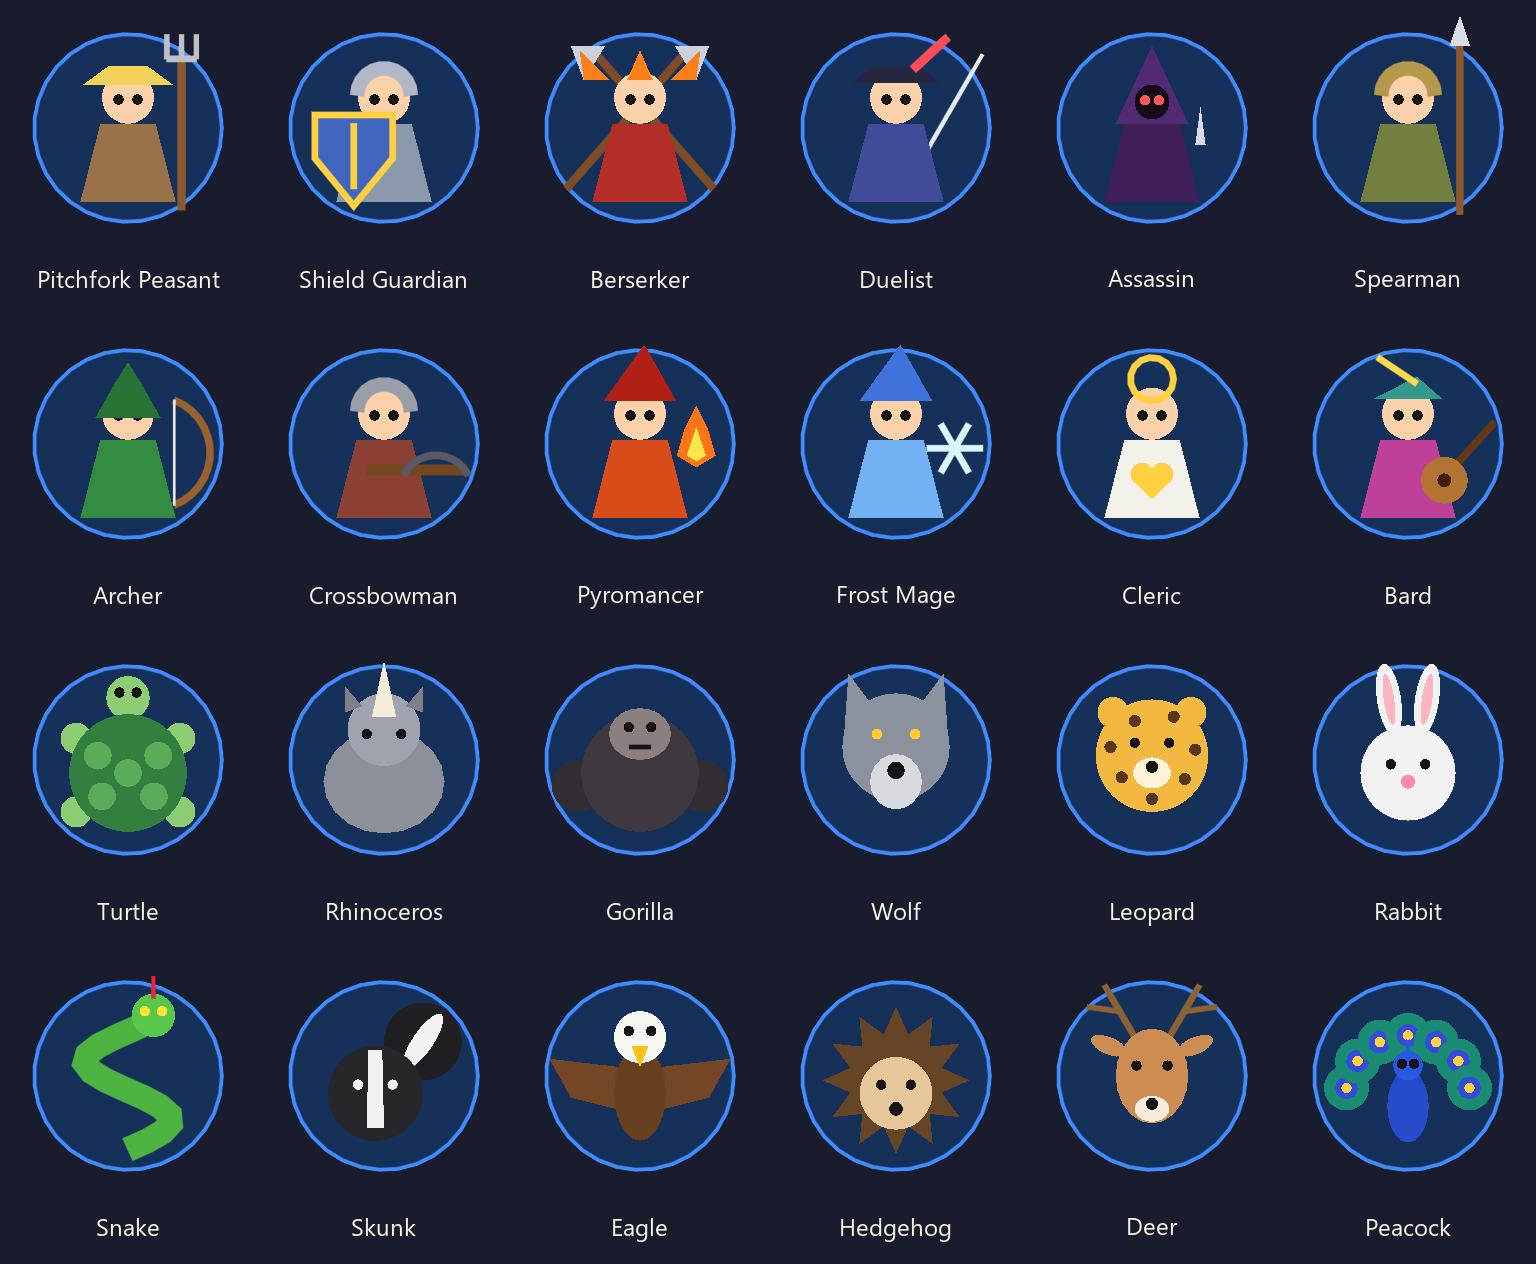 Pitchfork Peasant
Shield Guardian
Berserker
Duelist
Assassin
Spearman
Archer
Crossbowman
Pyromancer
Frost Mage
Cleric
Bard
Turtle
Rhinoceros
Gorilla
Wolf
Leopard
Rabbit
Snake
Skunk
Eagle
Hedgehog
Deer
Peacock